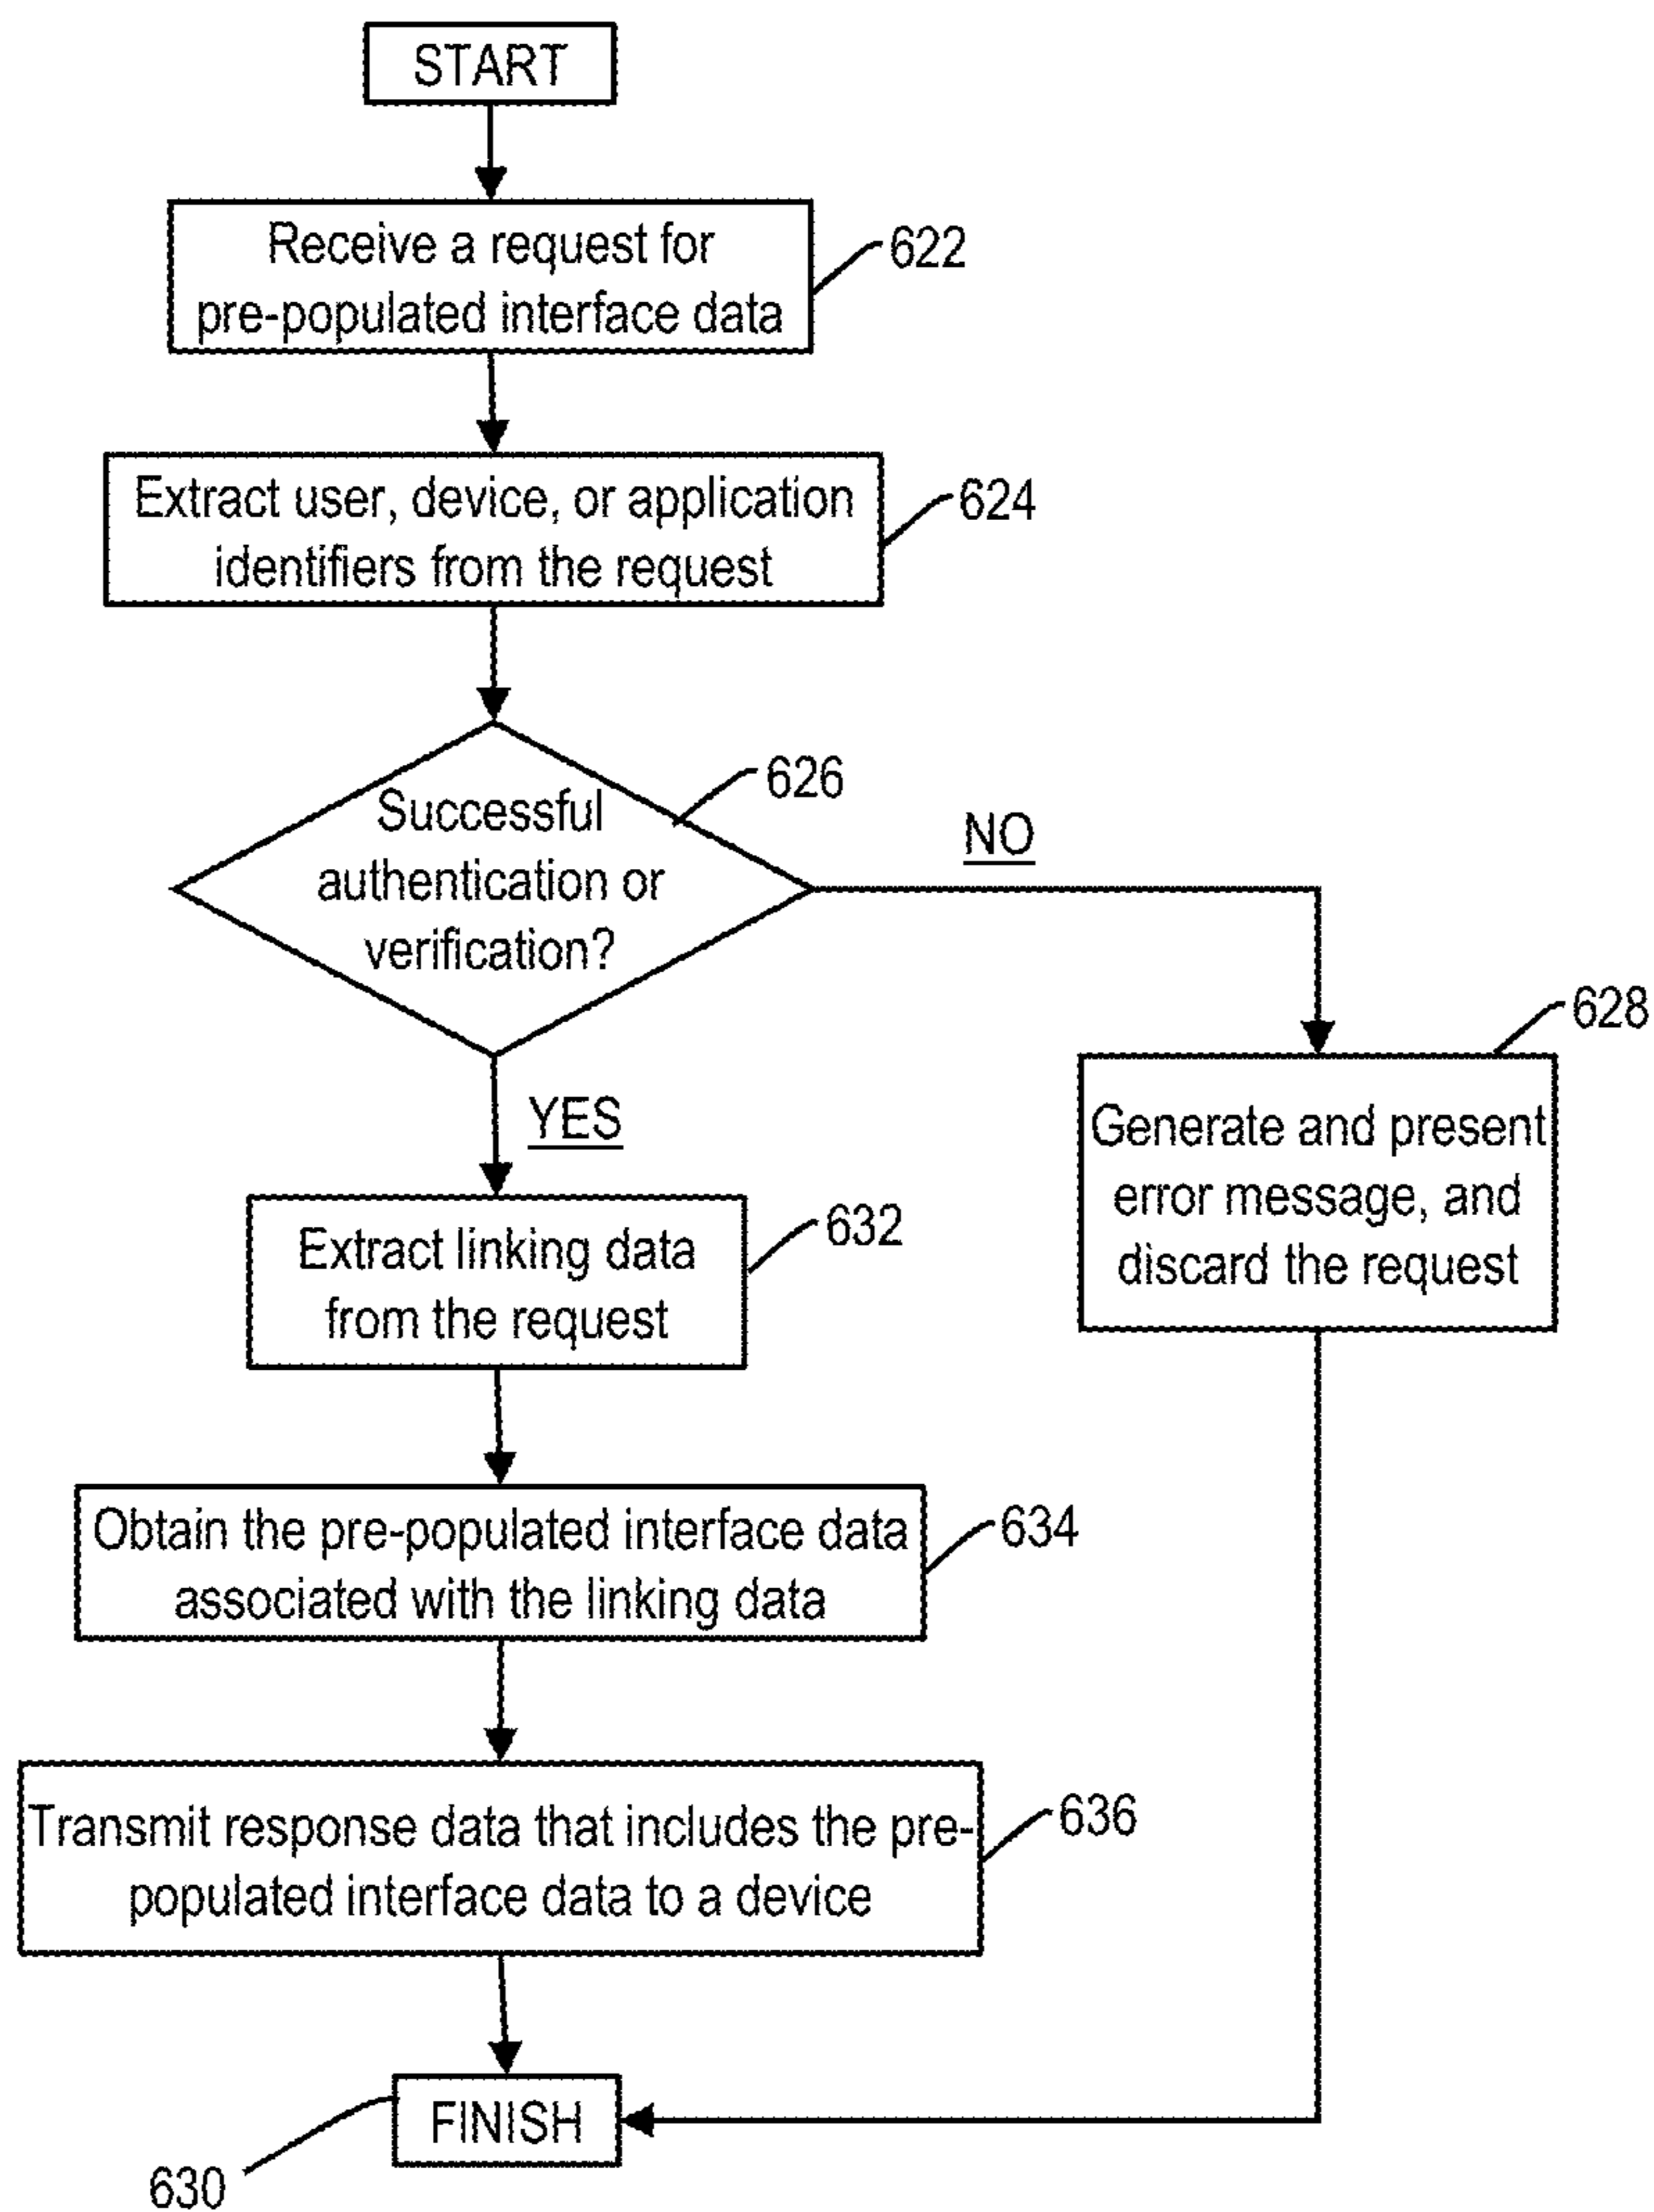 START
Receive a request for
pre-populated interface data
622
Extract user, device, or application
identifiers from the request
624
Successful
authentication or
verification?
626
NO
YES
628
Generate and present
error message, and
discard the request
Extract linking data
from the request
632
Obtain the pre-populated interface data
associated with the linking data
634
Transmit response data that includes the pre-
populated interface data to a device
636
FINISH
630